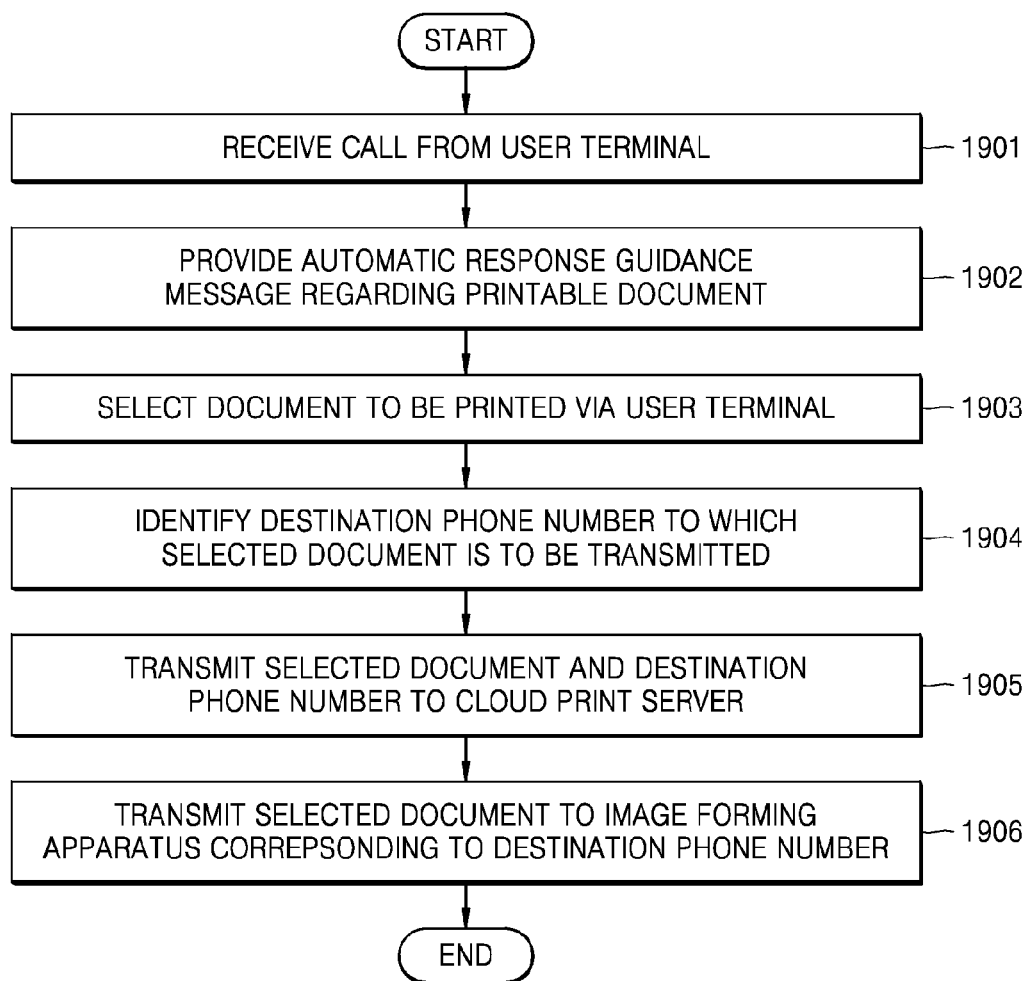 START
RECEIVE CALL FROM USER TERMINAL
1901
PROVIDE AUTOMATIC RESPONSE GUIDANCE
MESSAGE REGARDING PRINTABLE DOCUMENT
1902
SELECT DOCUMENT TO BE PRINTED VIA USER TERMINAL
1903
IDENTIFY DESTINATION PHONE NUMBER TO WHICH
SELECTED DOCUMENT IS TO BE TRANSMITTED
1904
TRANSMIT SELECTED DOCUMENT AND DESTINATION
PHONE NUMBER TO CLOUD PRINT SERVER
1905
TRANSMIT SELECTED DOCUMENT TO IMAGE FORMING
APPARATUS CORREPSONDING TO DESTINATION PHONE NUMBER
1906
END